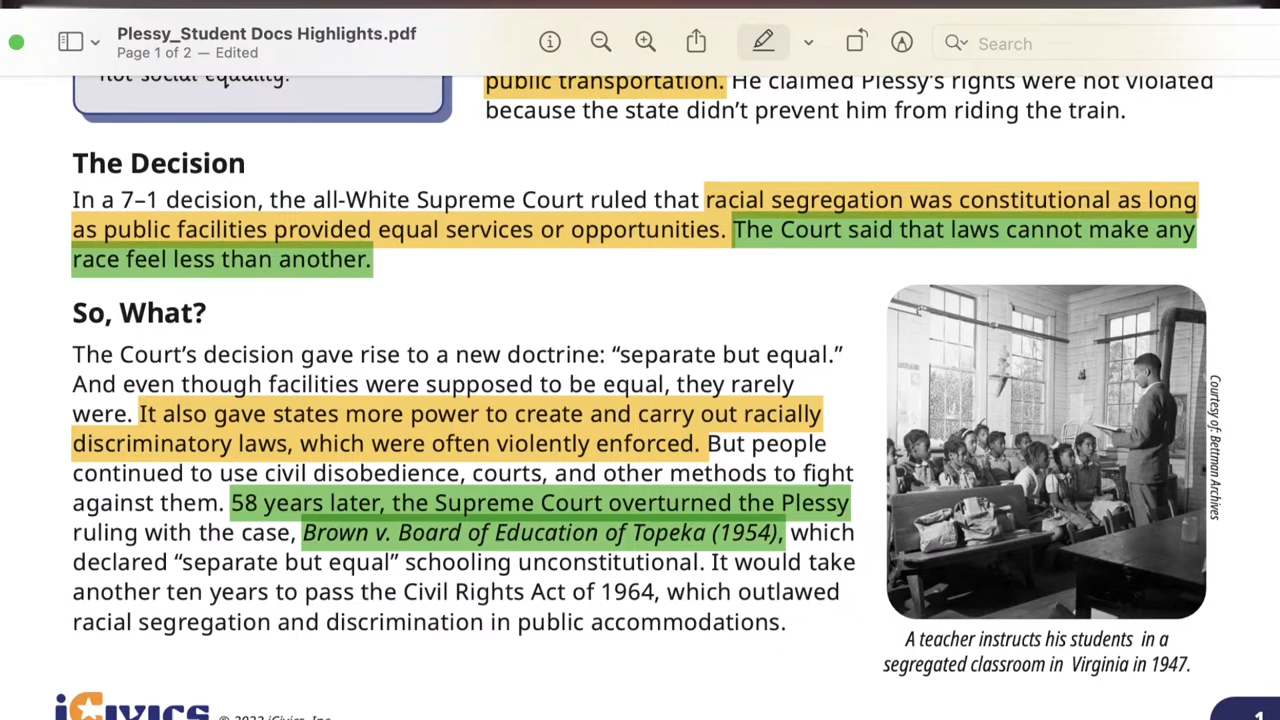 Plessy_Student Docs Highlights.pdf
Page 1 of 2 — Edited
Search
not social equality.
public transportation. He claimed Plessy's rights were not violated
because the state didn't prevent him from riding the train.
The Decision
In a 7–1 decision, the all-White Supreme Court ruled that racial segregation was constitutional as long
as public facilities provided equal services or opportunities. The Court said that laws cannot make any
race feel less than another.
So, What?
The Court's decision gave rise to a new doctrine: “separate but equal.”
And even though facilities were supposed to be equal, they rarely
were. It also gave states more power to create and carry out racially
discriminatory laws, which were often violently enforced. But people
continued to use civil disobedience, courts, and other methods to fight
against them. 58 years later, the Supreme Court overturned the Plessy
ruling with the case, Brown v. Board of Education of Topeka (1954), which
declared “separate but equal” schooling unconstitutional. It would take
another ten years to pass the Civil Rights Act of 1964, which outlawed
racial segregation and discrimination in public accommodations.
Courtesy of: Bettman Archives
A teacher instructs his students in a
segregated classroom in Virginia in 1947.
iCivics © 2022 iCivics, Inc.
1